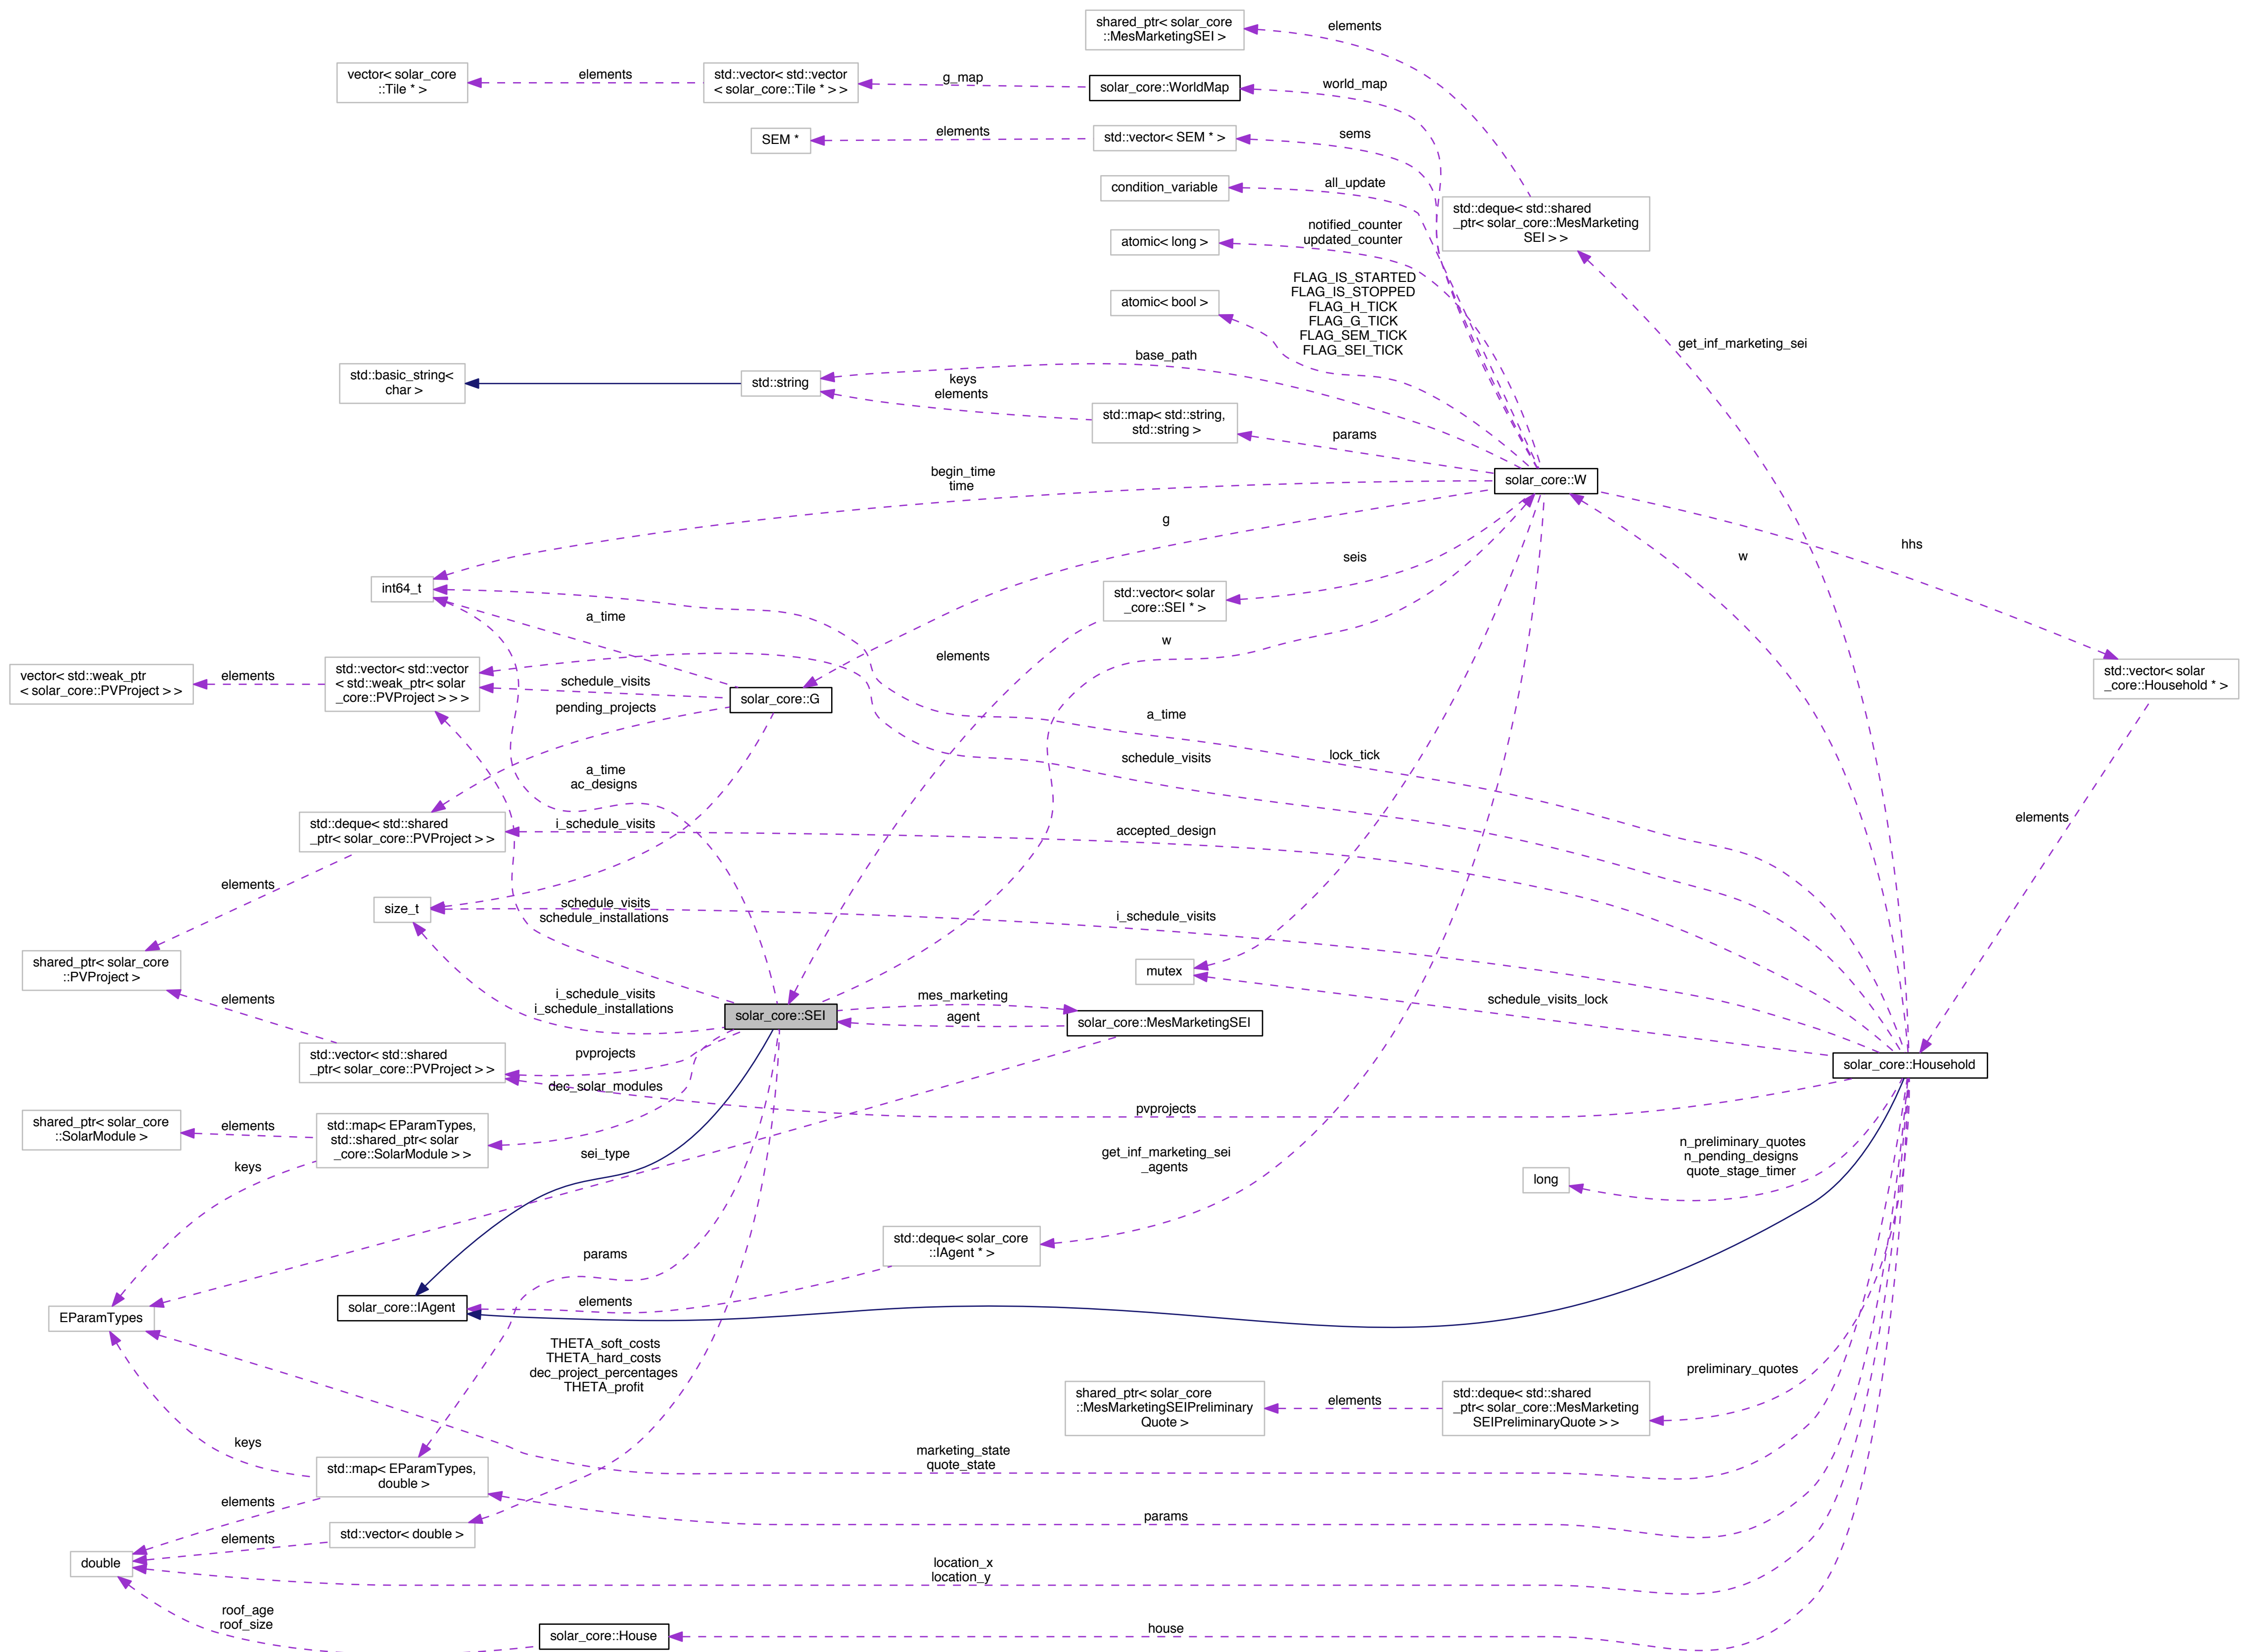 shared_ptr< solar_core
::MesMarketingSEI >
elements
vector< solar_core
::Tile * >
elements
std::vector< std::vector
< solar_core::Tile * > >
g_map
solar_core::WorldMap
world_map
SEM *
elements
std::vector< SEM * >
sems
condition_variable
all_update
std::deque< std::shared
_ptr< solar_core::MesMarketing
SEI > >
atomic< long >
notified_counter
updated_counter
atomic< bool >
FLAG_IS_STARTED
FLAG_IS_STOPPED
FLAG_H_TICK
FLAG_G_TICK
FLAG_SEM_TICK
FLAG_SEI_TICK
get_inf_marketing_sei
std::basic_string<
char >
std::string
base_path
keys
elements
std::map< std::string,
std::string >
params
begin_time
time
solar_core::W
g
w
hhs
int64_t
a_time
std::vector< solar
_core::SEI * >
seis
elements
w
vector< std::weak_ptr
< solar_core::PVProject > >
elements
std::vector< std::vector
< std::weak_ptr< solar
_core::PVProject > > >
schedule_visits
pending_projects
solar_core::G
std::vector< solar
_core::Household * >
a_time
lock_tick
schedule_visits
a_time
ac_designs
std::deque< std::shared
_ptr< solar_core::PVProject > >
i_schedule_visits
accepted_design
elements
elements
size_t
schedule_visits
schedule_installations
i_schedule_visits
shared_ptr< solar_core
::PVProject >
mutex
elements
i_schedule_visits
i_schedule_installations
solar_core::SEI
mes_marketing
agent
solar_core::MesMarketingSEI
schedule_visits_lock
std::vector< std::shared
_ptr< solar_core::PVProject > >
pvprojects
solar_core::Household
dec_solar_modules
pvprojects
shared_ptr< solar_core
::SolarModule >
elements
std::map< EParamTypes,
std::shared_ptr< solar
_core::SolarModule > >
keys
sei_type
get_inf_marketing_sei
_agents
long
n_preliminary_quotes
n_pending_designs
quote_stage_timer
std::deque< solar_core
::IAgent * >
params
EParamTypes
solar_core::IAgent
elements
THETA_soft_costs
THETA_hard_costs
dec_project_percentages
THETA_profit
preliminary_quotes
shared_ptr< solar_core
::MesMarketingSEIPreliminary
Quote >
elements
std::deque< std::shared
_ptr< solar_core::MesMarketing
SEIPreliminaryQuote > >
keys
marketing_state
quote_state
std::map< EParamTypes,
double >
elements
params
elements
std::vector< double >
double
location_x
location_y
roof_age
roof_size
solar_core::House
house